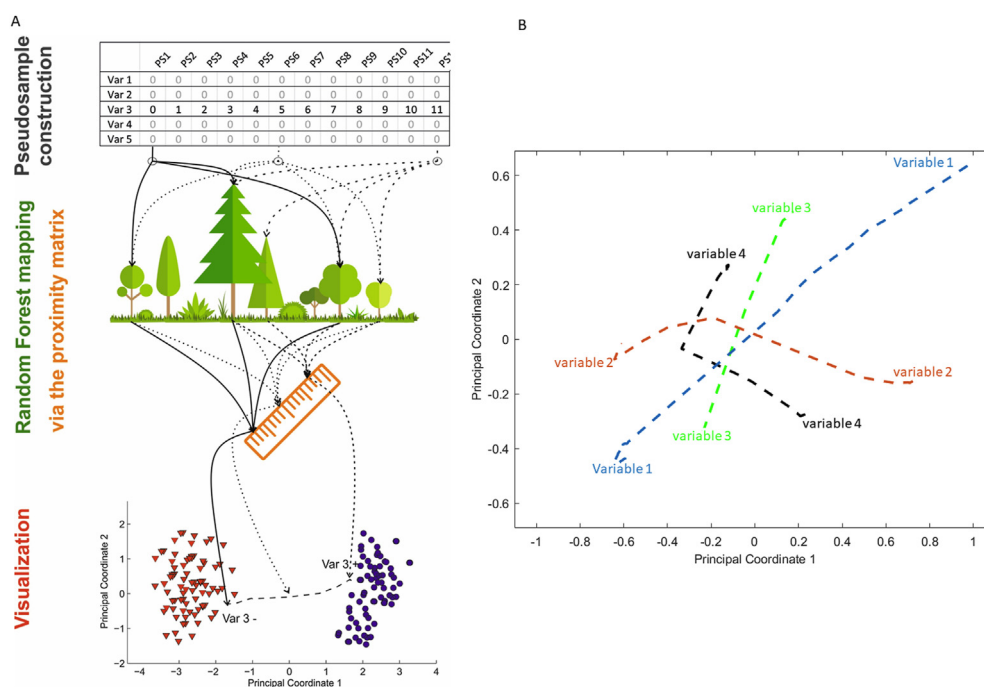 A
Pseudosample
construction
PS1 PS2 PS3 PS4 PS5 PS6 PS7 PS8 PS9 PS10 PS11 PS1
Var 1 0 0 0 0 0 0 0 0 0 0 0 0
Var 2 0 0 0 0 0 0 0 0 0 0 0 0
Var 3 0 1 2 3 4 5 6 7 8 9 10 11
Var 4 0 0 0 0 0 0 0 0 0 0 0 0
Var 5 0 0 0 0 0 0 0 0 0 0 0 0
Random Forest mapping
via the proximity matrix
Visualization
Principal Coordinate 2
2
1
0
−1
−2
Var 3 +
Var 3 -
−4 −3 −2 −1 0 1 2 3 4
Principal Coordinate 1
B
Principal Coordinate 2
0.6
0.4
0.2
0
-0.2
-0.4
-0.6
Variable 1
variable 3
variable 4
variable 2
variable 2
variable 4
variable 3
Variable 1
-1 -0.8 -0.6 -0.4 -0.2 0 0.2 0.4 0.6 0.8 1
Principal Coordinate 1